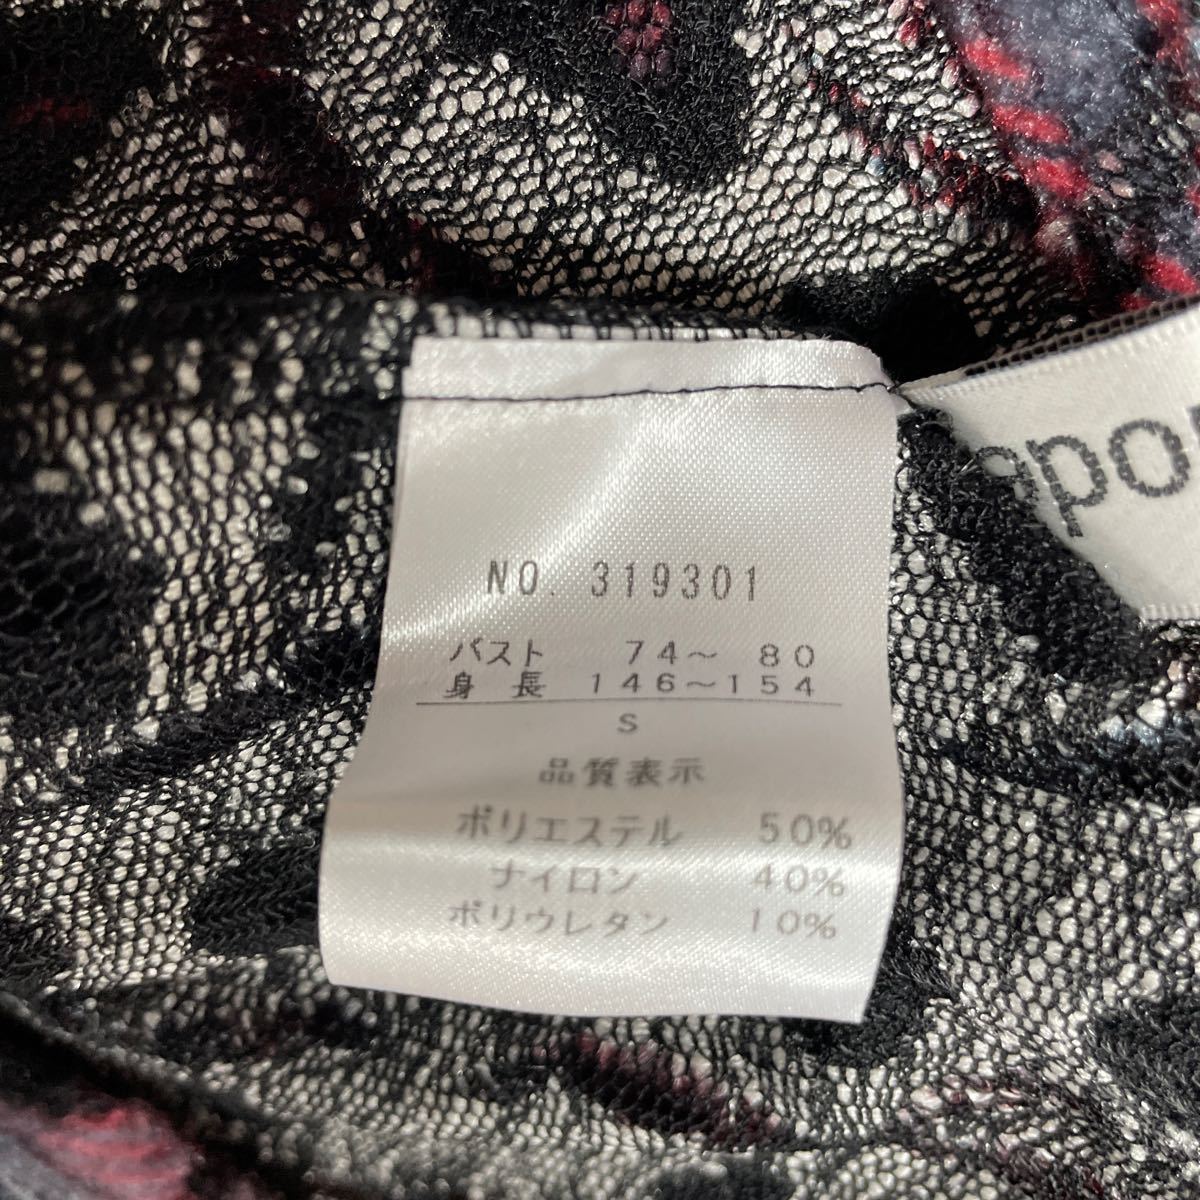 NO. 319301
バスト 74～ 80
身 長 146～154
S
品質表示
ポリエステル 50%
ナイロン 40%
ポリウレタン 10%